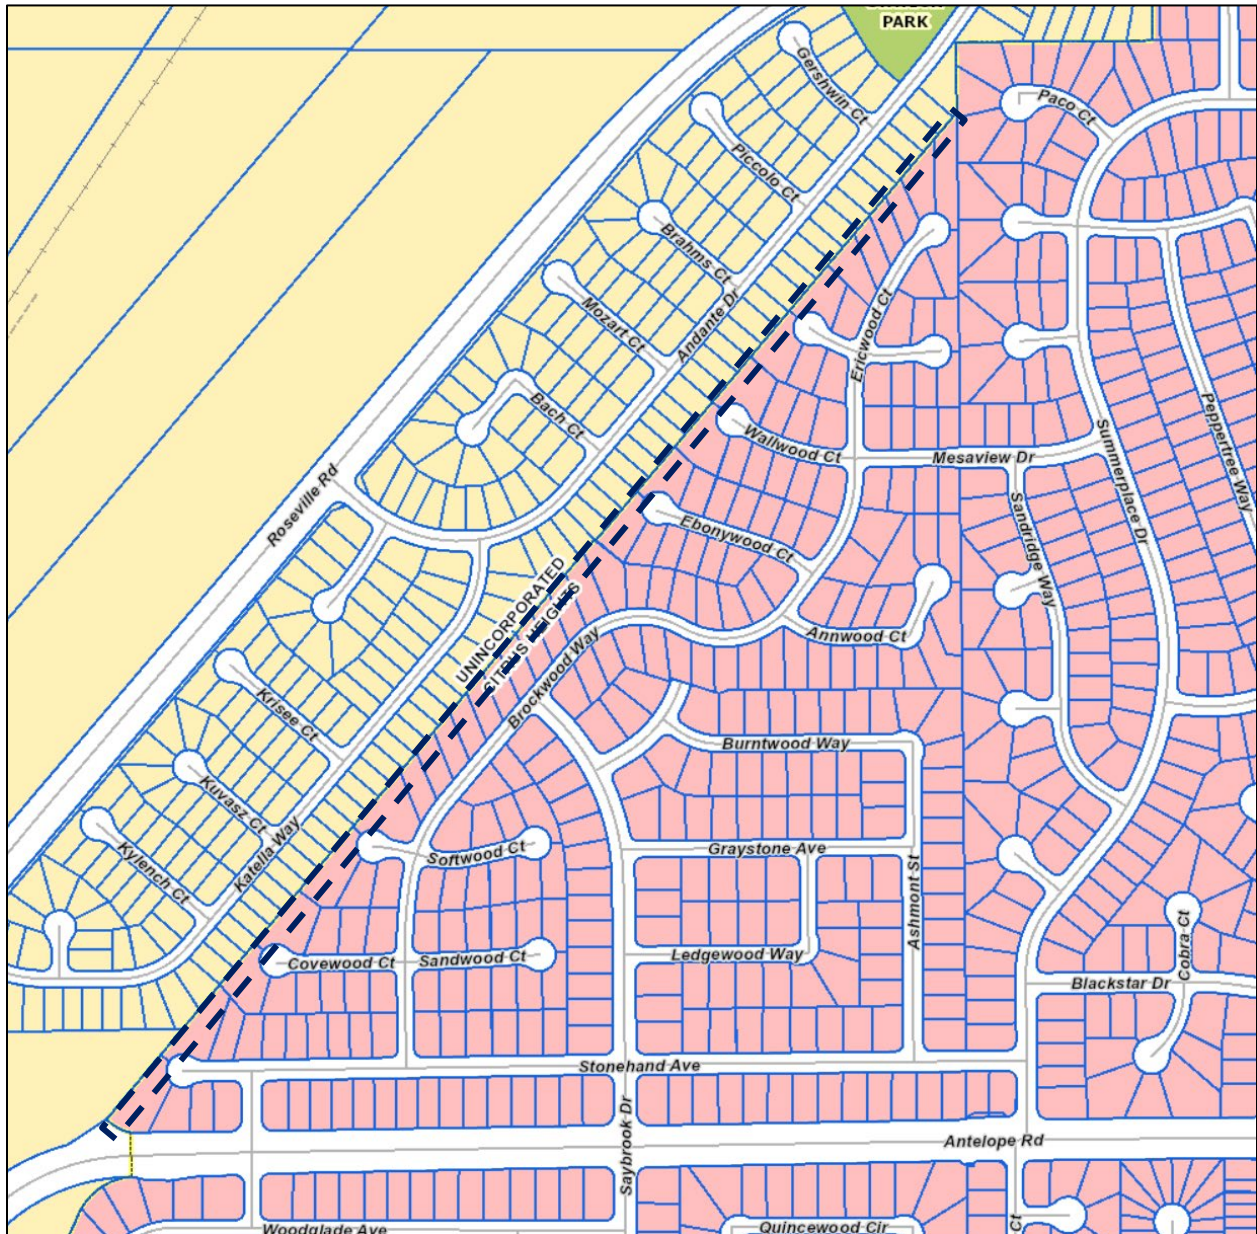 PARK
Gershwin Ct
Paco Ct
Piccolo Ct
Brahms Ct
Mozart Ct
Andante Dr
Ericwood Ct
Bach Ct
Wallwood Ct
Mesaview Dr
Summerplace Dr
Peppertree Way
Roseville Rd
Ebonywood Ct
Sandridge Way
UNINCORPORATED
CITRUS HEIGHTS
Annwood Ct
Brockwood Way
Krisee Ct
Burntwood Way
Kuvasz Ct
Katella Way
Kylench Ct
Softwood Ct
Graystone Ave
Ashmont St
Covewood Ct
Sandwood Ct
Ledgewood Way
Cobra Ct
Blackstar Dr
Stonehand Ave
Saybrook Dr
Antelope Rd
Woodglade Ave
Quincewood Cir
Ct